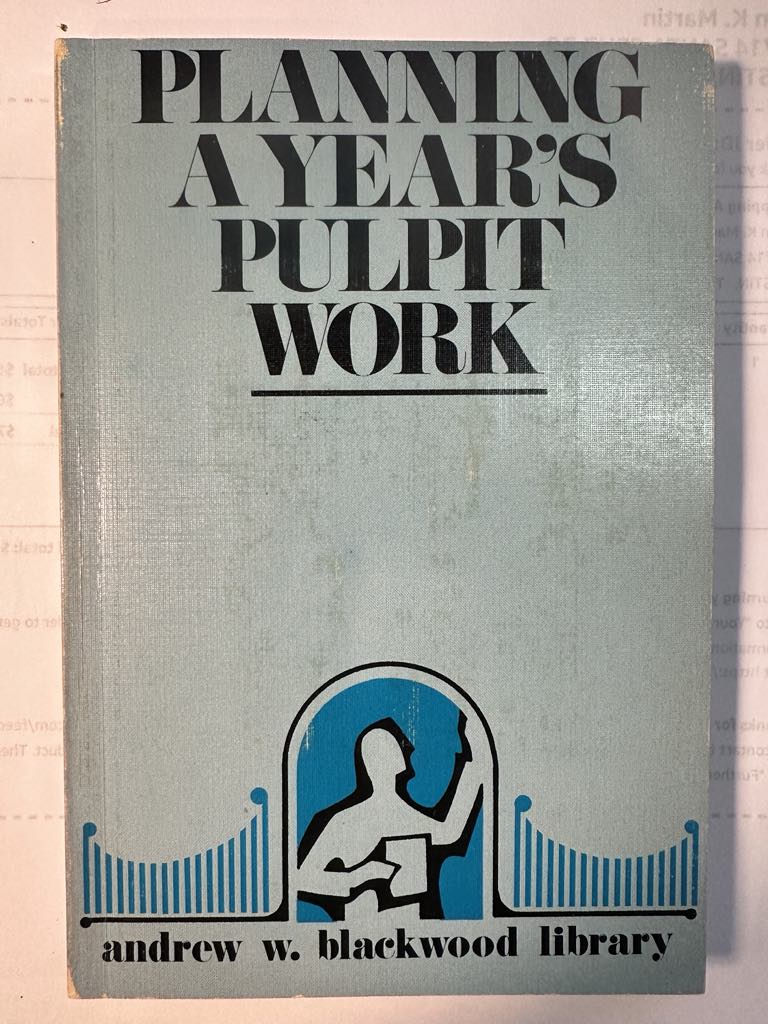 PLANNING
A YEAR'S
PULPIT
WORK
andrew w. blackwood library